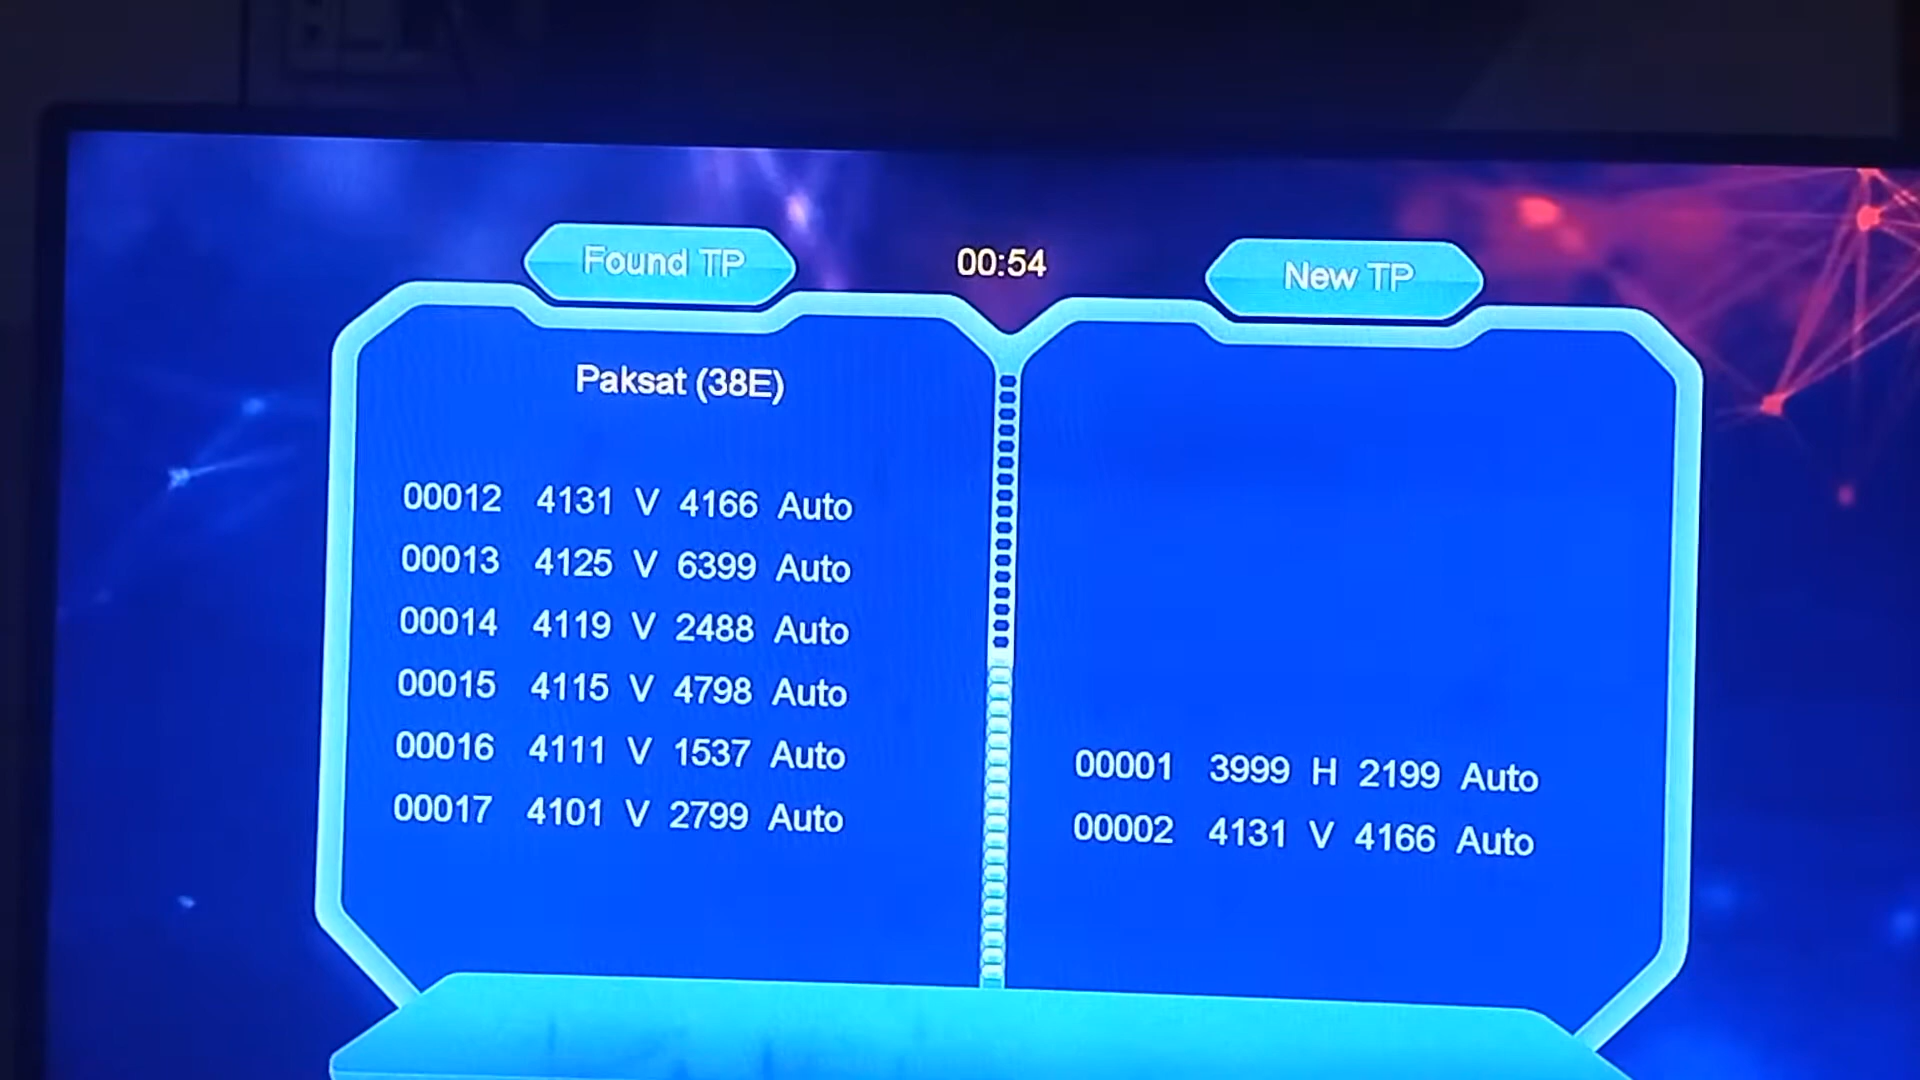 Found TP
00:54
New TP
Paksat (38E)
00012 4131 V 4166 Auto
00013 4125 V 6399 Auto
00014 4119 V 2488 Auto
00015 4115 V 4798 Auto
00016 4111 V 1537 Auto
00017 4101 V 2799 Auto
00001 3999 H 2199 Auto
00002 4131 V 4166 Auto